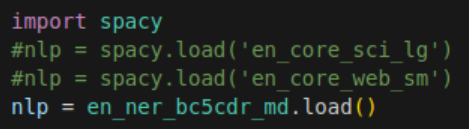 import spacy
#nlp = spacy.load('en_core_sci_lg')
#nlp = spacy.load('en_core_web_sm')
nlp = en_ner_bc5cdr_md.load()